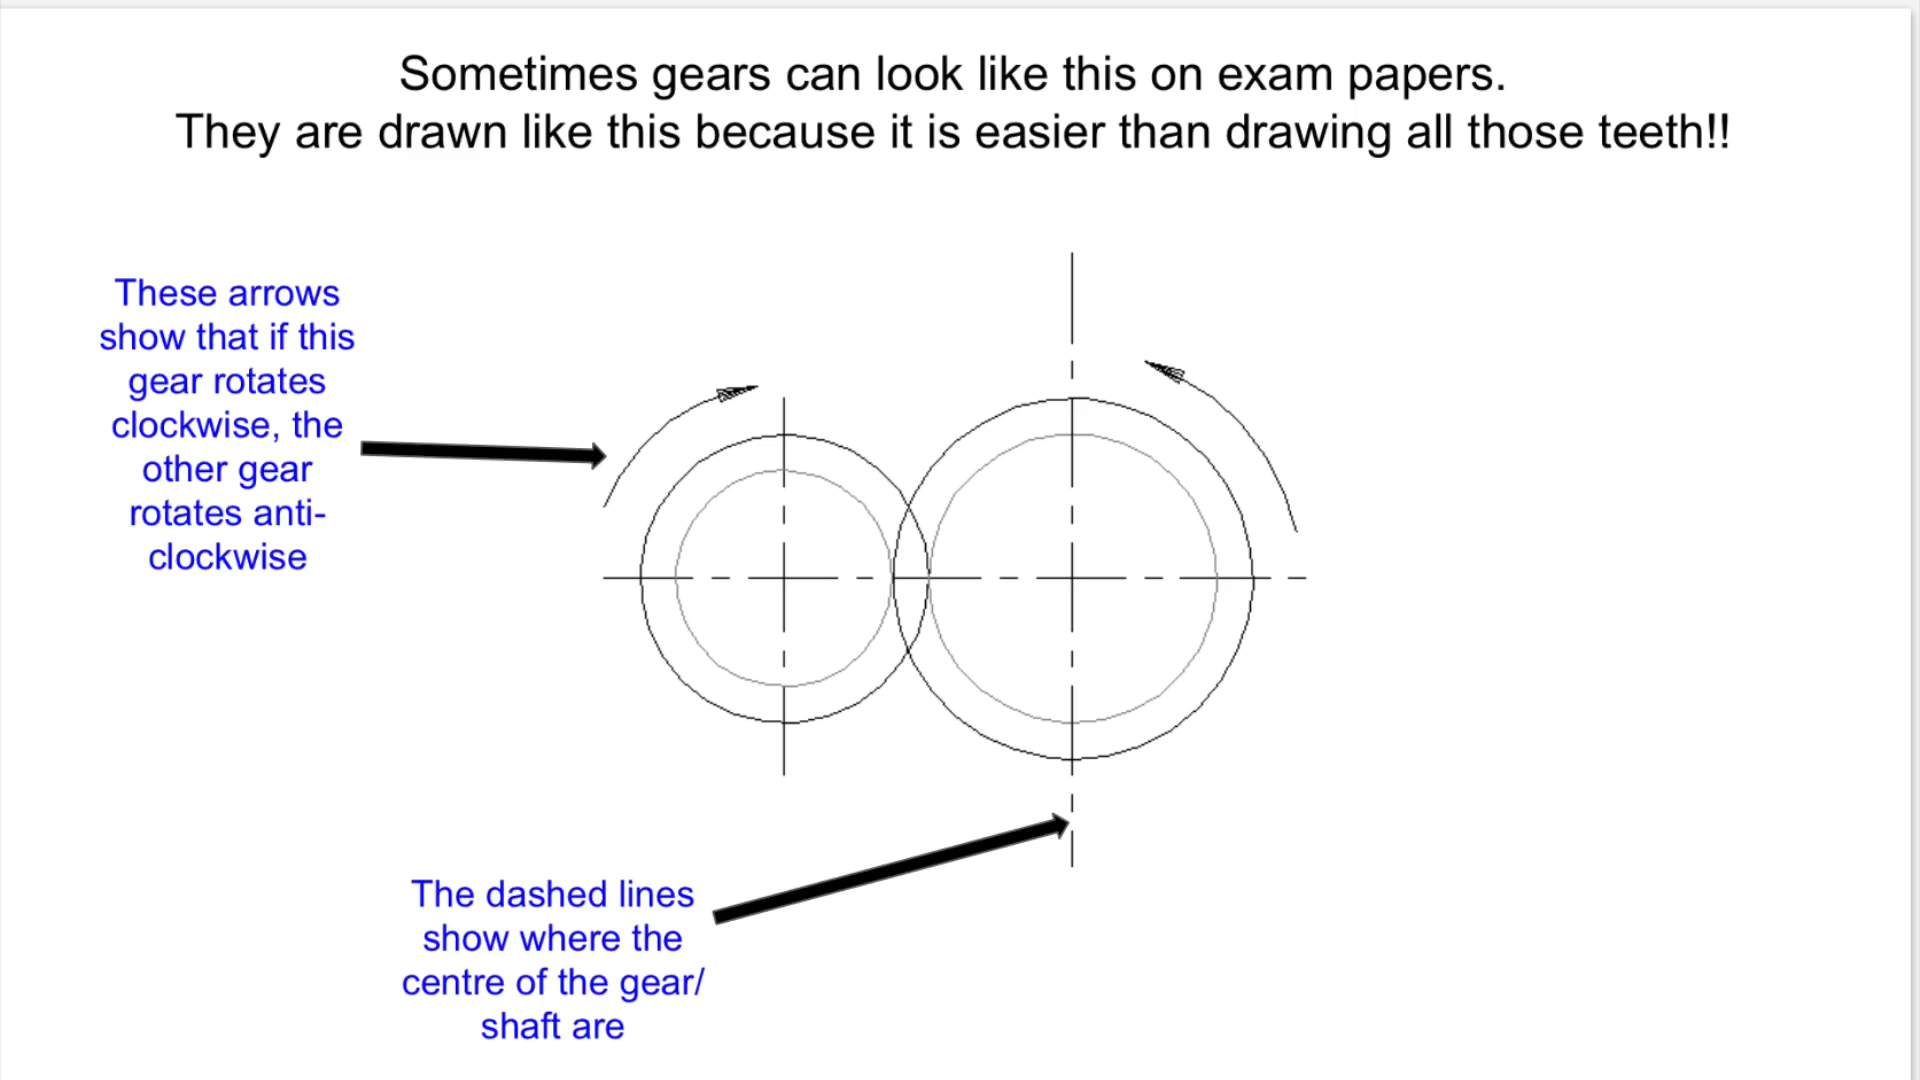 Sometimes gears can look like this on exam papers.
They are drawn like this because it is easier than drawing all those teeth!!
These arrows
show that if this
gear rotates
clockwise, the
other gear
rotates anti-
clockwise
The dashed lines
show where the
centre of the gear/
shaft are